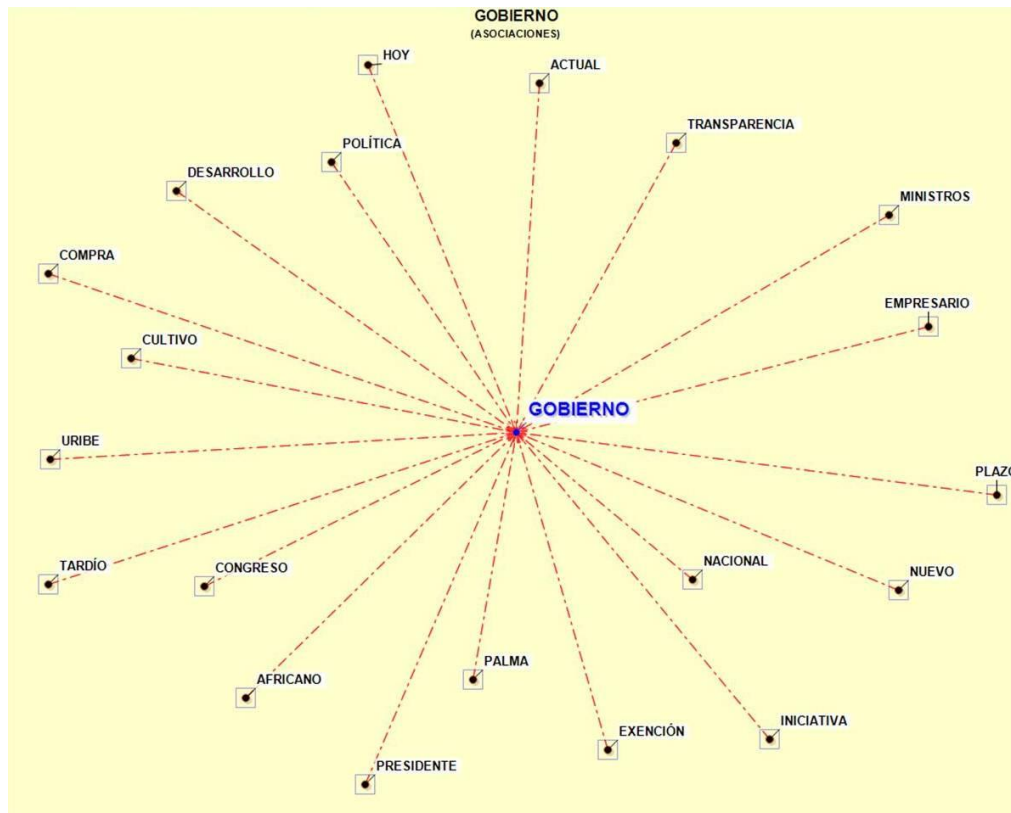 GOBIERNO
(ASOCIACIONES)
HOY
ACTUAL
TRANSPARENCIA
POLÍTICA
DESARROLLO
MINISTROS
COMPRA
EMPRESARIO
CULTIVO
GOBIERNO
URIBE
PLAZO
TARDÍO
CONGRESO
NACIONAL
NUEVO
AFRICANO
PALMA
INICIATIVA
EXENCIÓN
PRESIDENTE